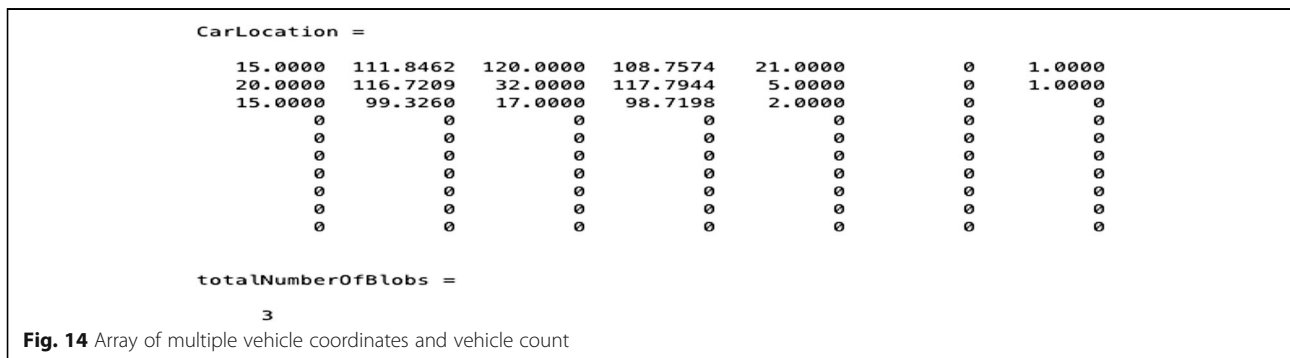 CarLocation =
15.0000 111.8462 120.0000 108.7574 21.0000 0 1.0000
20.0000 116.7209 32.0000 117.7944 5.0000 0 1.0000
15.0000 99.3260 17.0000 98.7198 2.0000 0 0
0 0 0 0 0 0 0
0 0 0 0 0 0 0
0 0 0 0 0 0 0
0 0 0 0 0 0 0
0 0 0 0 0 0 0
0 0 0 0 0 0 0
0 0 0 0 0 0 0
totalNumberOfBlobs =
3
Fig. 14 Array of multiple vehicle coordinates and vehicle count